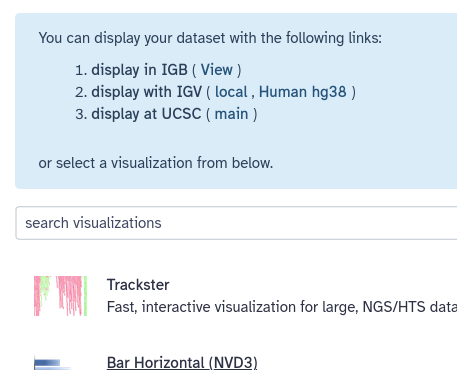 You can display your dataset with the following links:
1. display in IGB ( View )
2. display with IGV ( local , Human hg38 )
3. display at UCSC ( main )
or select a visualization from below.
search visualizations
Trackster
Fast, interactive visualization for large, NGS/HTS data
Bar Horizontal (NVD3)